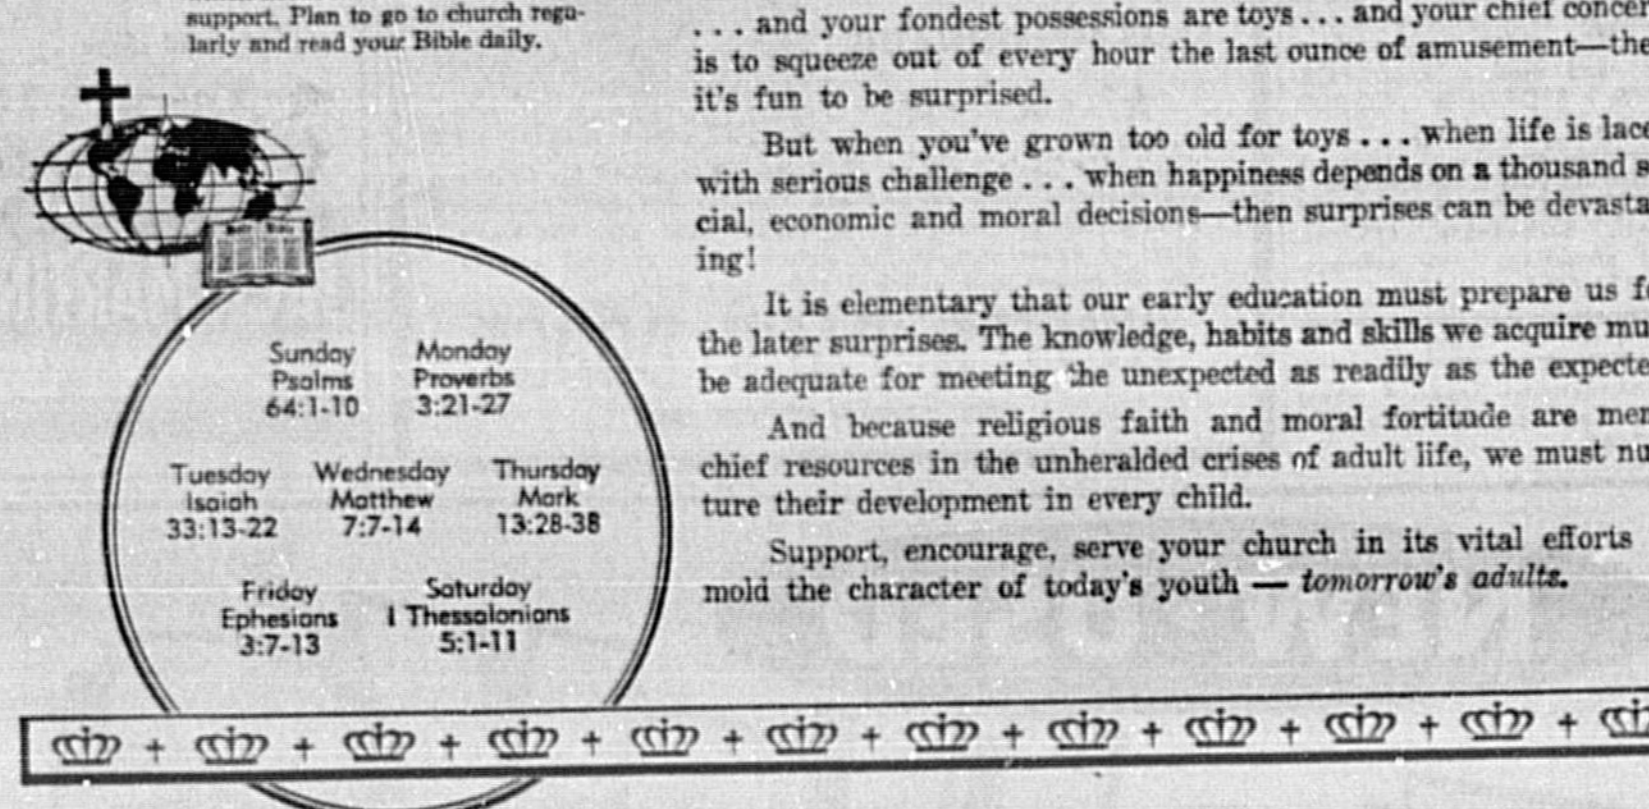 support. Plan to go to church regu-
larly and read your Bible daily.
Sunday
Psalms
64:1-10
Monday
Proverbs
3:21-27
Tuesday
Isaiah
33:13-22
Wednesday
Matthew
7:7-14
Thursday
Mark
13:28-38
Friday
Ephesians
3:7-13
Saturday
I Thessalonians
5:1-11
... and your fondest possessions are toys ... and your chief concer
is to squeeze out of every hour the last ounce of amusement—the
it's fun to be surprised.
But when you've grown too old for toys ... when life is lace
with serious challenge ... when happiness depends on a thousand s
cial, economic and moral decisions—then surprises can be devasta
ing!
It is elementary that our early education must prepare us f
the later surprises. The knowledge, habits and skills we acquire mu
be adequate for meeting the unexpected as readily as the expecte
And because religious faith and moral fortitude are mer
chief resources in the unheralded crises of adult life, we must nu
ture their development in every child.
Support, encourage, serve your church in its vital efforts
mold the character of today's youth — tomorrow's adults.